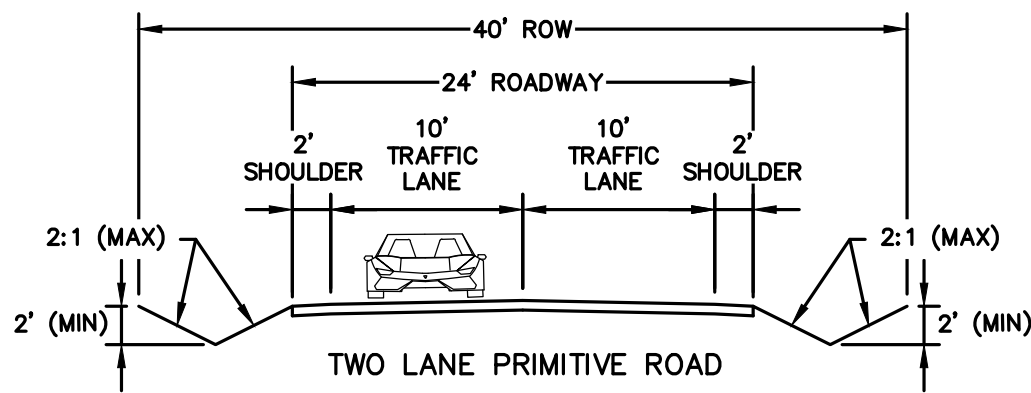 40' ROW
24' ROADWAY
2'
SHOULDER
10'
TRAFFIC
LANE
10'
TRAFFIC
LANE
2'
SHOULDER
2:1 (MAX)
2:1 (MAX)
2' (MIN)
2' (MIN)
TWO LANE PRIMITIVE ROAD